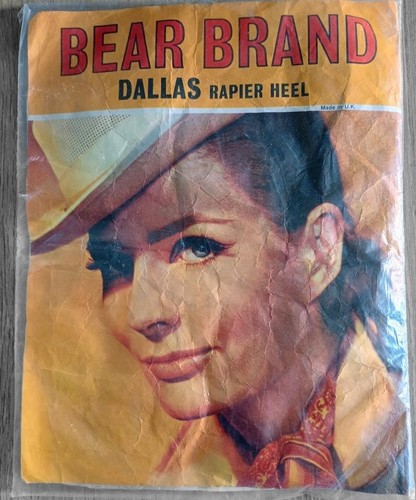 BEAR BRAND
DALLAS RAPIER HEEL
Made in U.K.